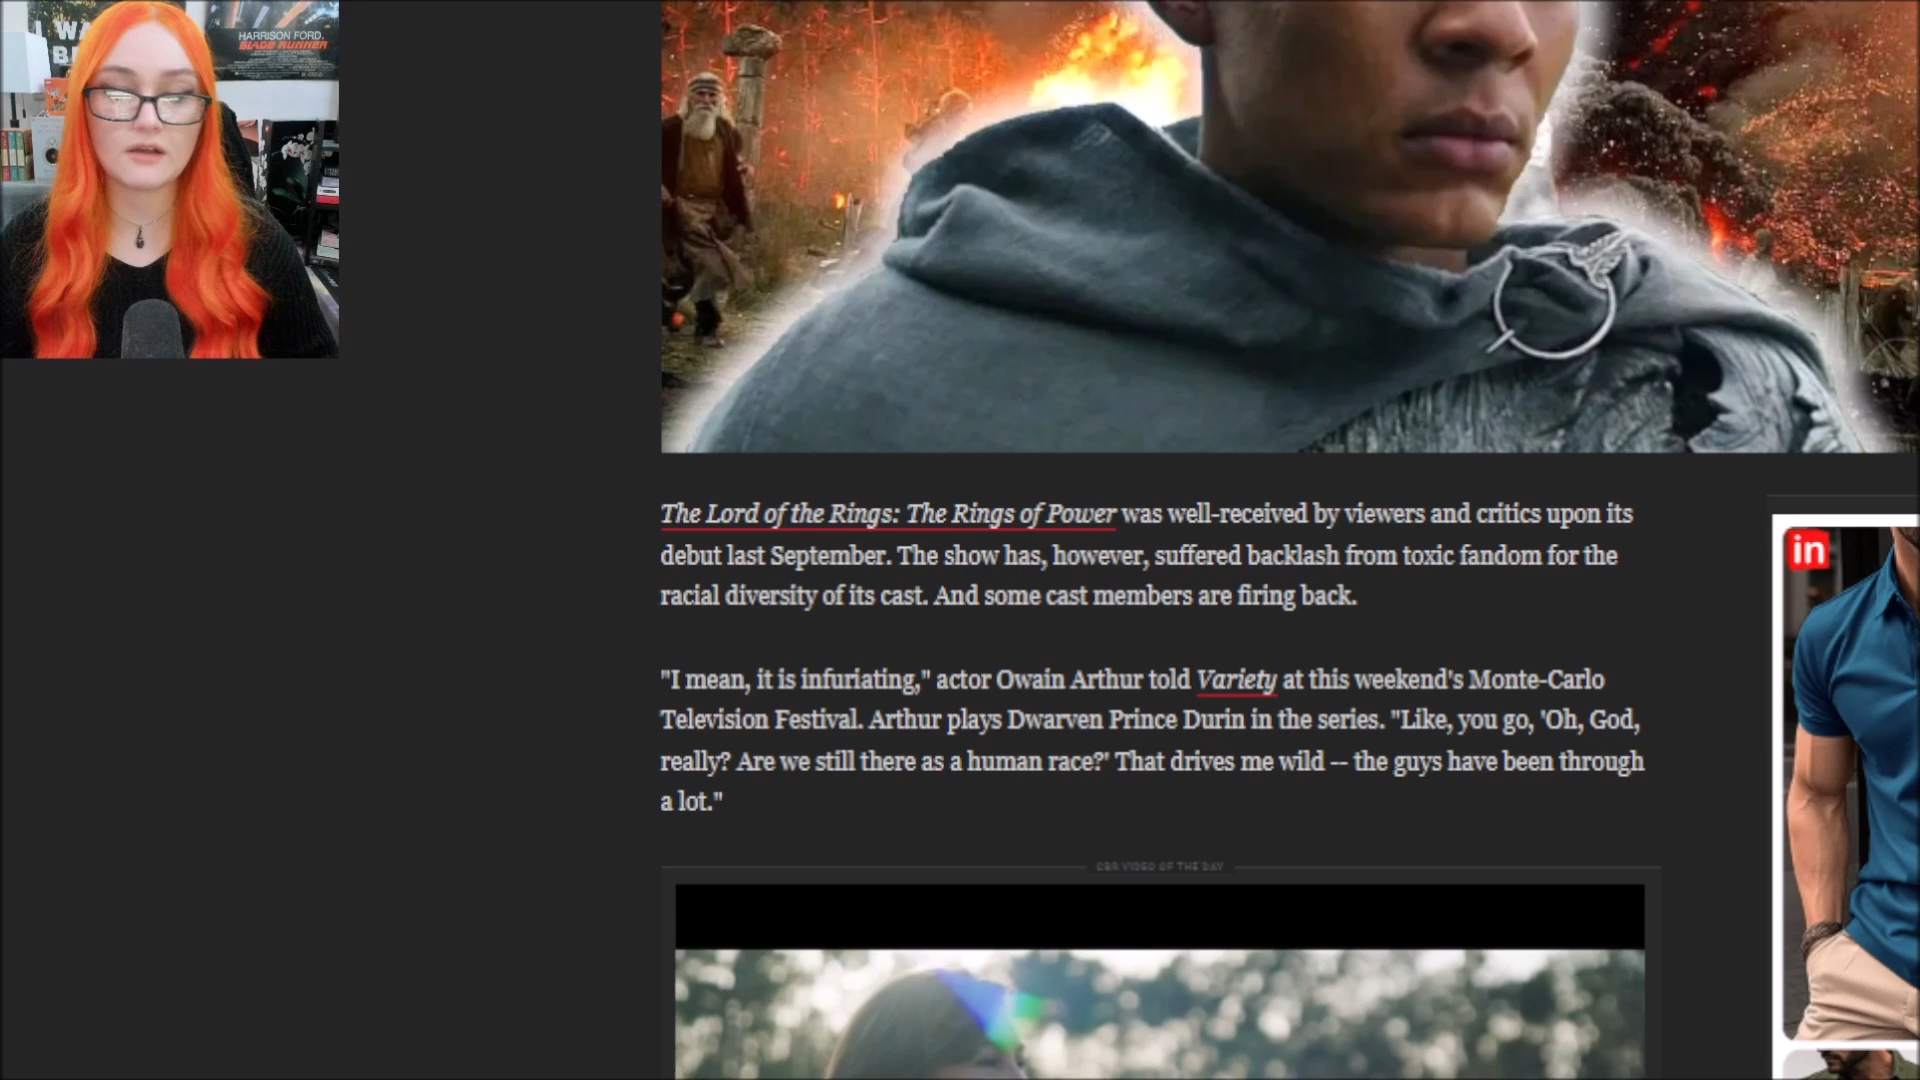 I WA
BE
HARRISON FORD.
BLADE RUNNER
The Lord of the Rings: The Rings of Power was well-received by viewers and critics upon its
debut last September. The show has, however, suffered backlash from toxic fandom for the
racial diversity of its cast. And some cast members are firing back.
"I mean, it is infuriating," actor Owain Arthur told Variety at this weekend's Monte-Carlo
Television Festival. Arthur plays Dwarven Prince Durin in the series. "Like, you go, 'Oh, God,
really? Are we still there as a human race?' That drives me wild -- the guys have been through
a lot."
CBR VIDEO OF THE DAY
in